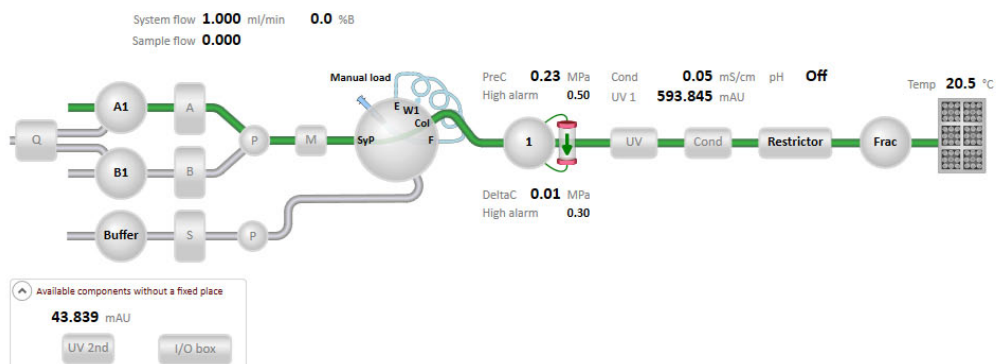 System flow 1.000 ml/min 0.0 %B
Sample flow 0.000
Manual load
PreC 0.23 MPa Cond 0.05 mS/cm pH Off
High alarm 0.50 UV 1 593.845 mAU
Temp 20.5 °C
A1 A
E W1
Col
Q P M SyP F 1 UV Cond Restrictor Frac
B1 B
DeltaC 0.01 MPa
High alarm 0.30
Buffer S P
Available components without a fixed place
43.839 mAU
UV 2nd I/O box